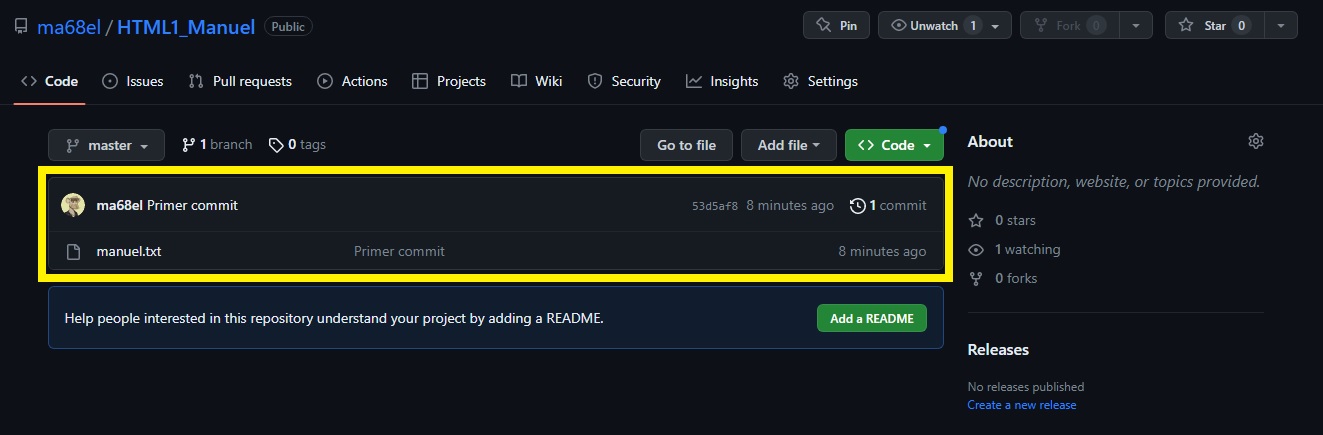 ma68el / HTML1_Manuel Public Pin Unwatch 1 Fork 0 Star 0
Code Issues Pull requests Actions Projects Wiki Security Insights Settings
master 1 branch 0 tags Go to file Add file Code
ma68el Primer commit 53d5af8 8 minutes ago 1 commit
manuel.txt Primer commit 8 minutes ago
Help people interested in this repository understand your project by adding a README. Add a README
About
No description, website, or topics provided.
0 stars
1 watching
0 forks
Releases
No releases published
Create a new release